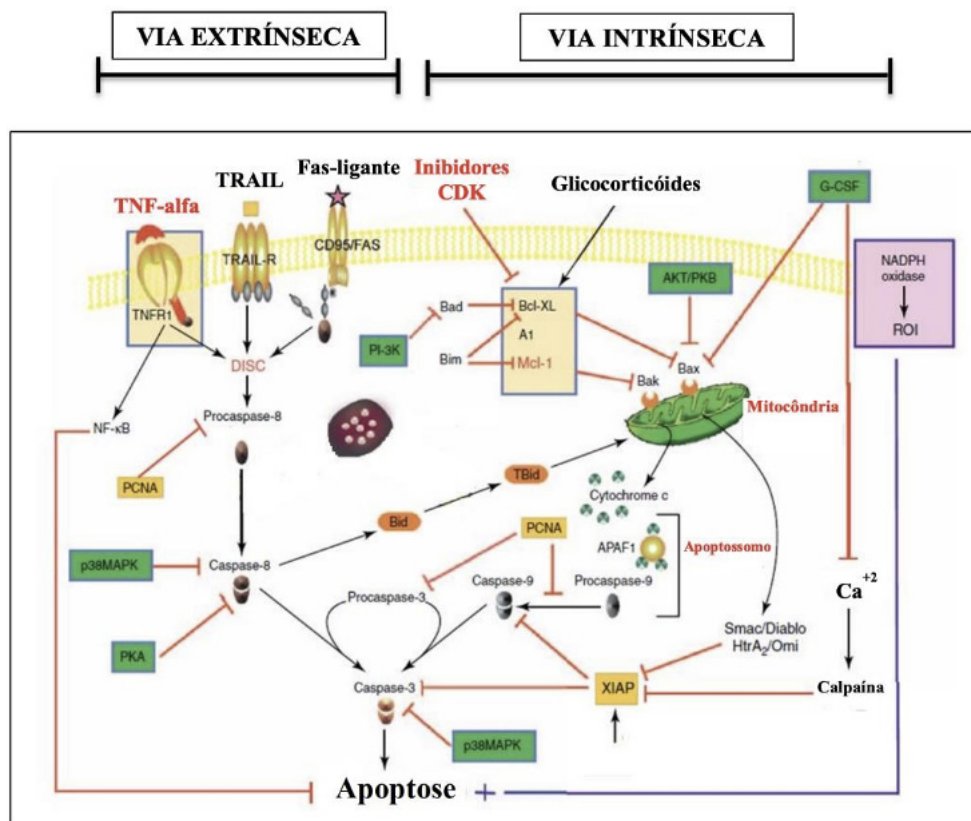 VIA EXTRÍNSECA
VIA INTRÍNSECA
TNF-alfa
TRAIL
Fas-ligante
Inibidores
CDK
Glicocorticóides
G-CSF
TNFR1
TRAIL-R
CD95/FAS
AKT/PKB
NADPH
oxidase
ROI
Bad
Bcl-XL
A1
Bim
Mcl-1
PI-3K
DISC
Bak
Bax
Mitocôndria
Procaspase-8
NF-κB
PCNA
TBid
Bid
Cytochrome c
PCNA
APAF1
Apoptossomo
p38MAPK
Caspase-8
Procaspase-3
Caspase-9
Procaspase-9
Ca+2
PKA
Smac/Diablo
HtrA2/Omi
Caspase-3
XIAP
Calpaína
p38MAPK
Apoptose +